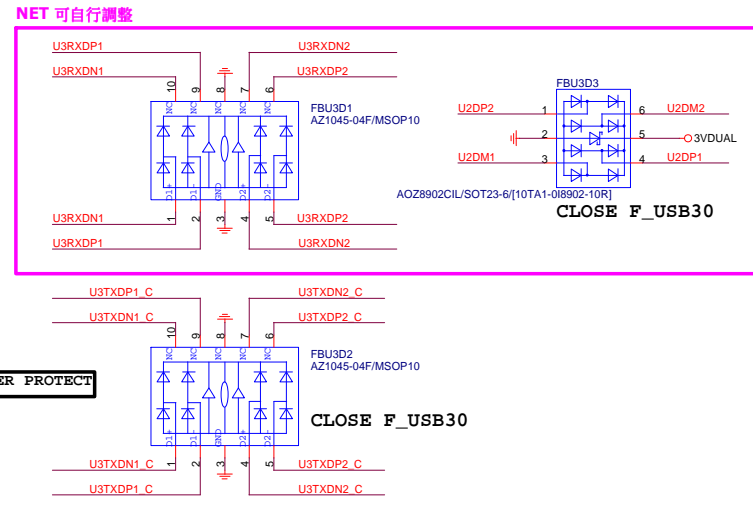 NET 可自行調整
U3RXDP1
U3RXDN2
U3RXDN1
U3RXDP2
10
9
8
7
6
NC
NC
GND
NC
NC
FBU3D1
AZ1045-04F/MSOP10
D1+
D1-
GND
D2+
D2-
1
2
3
4
5
U3RXDN1
U3RXDP2
U3RXDP1
U3RXDN2
FBU3D3
U2DP2
1
6
U2DM2
2
5
3VDUAL
U2DM1
3
4
U2DP1
AOZ8902CIL/SOT23-6/[10TA1-0I8902-10R]
CLOSE F_USB30
U3TXDP1_C
U3TXDN2_C
U3TXDN1_C
U3TXDP2_C
10
9
8
7
6
NC
NC
GND
NC
NC
FBU3D2
AZ1045-04F/MSOP10
ER PROTECT
CLOSE F_USB30
D1+
D1-
GND
D2+
D2-
1
2
3
4
5
U3TXDN1_C
U3TXDP2_C
U3TXDP1_C
U3TXDN2_C